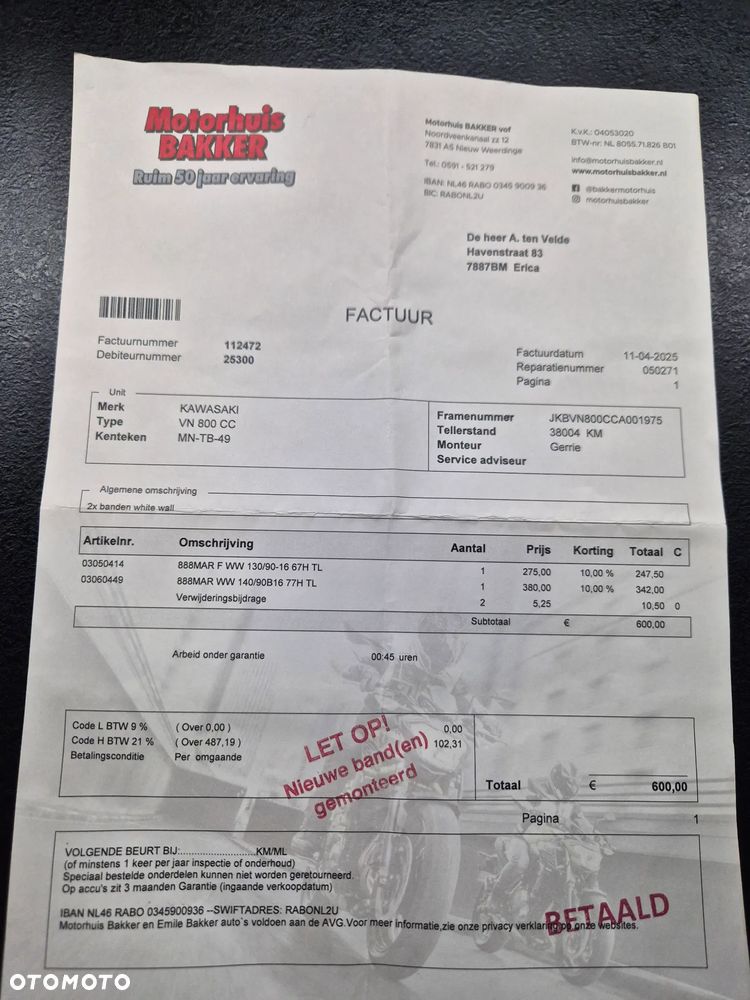 Motorhuis
BAKKER
Ruim 50 jaar ervaring
Motorhuis BAKKER vof
Noordveenkanaal zz 12
7831 AS Nieuw Weerdinge
Tel.: 0591 - 521 279
IBAN: NL46 RABO 0345 9009 36
BIC: RABONL2U
K.v.K.: 04053020
BTW-nr: NL 8055.71.826 B01
info@motorhuisbakker.nl
www.motorhuisbakker.nl
@bakkermotorhuis
motorhuisbakker
De heer A. ten Velde
Havenstraat 83
7887BM Erica
FACTUUR
Factuurnummer 112472
Debiteurnummer 25300
Factuurdatum 11-04-2025
Reparatienummer 050271
Pagina 1
Unit
Merk KAWASAKI
Type VN 800 CC
Kenteken MN-TB-49
Framenummer JKBVN800CCA001975
Tellerstand 38004 KM
Monteur Gerrie
Service adviseur
Algemene omschrijving
2x banden white wall
Artikelnr. Omschrijving Aantal Prijs Korting Totaal C
03050414 888MAR F WW 130/90-16 67H TL 1 275,00 10,00 % 247,50
03060449 888MAR WW 140/90B16 77H TL 1 380,00 10,00 % 342,00
Verwijderingsbijdrage 2 5,25 10,50 0
Subtotaal € 600,00
Arbeid onder garantie 00:45 uren
Code L BTW 9 % ( Over 0,00 ) 0,00
Code H BTW 21 % ( Over 487,19 ) 102,31
Betalingsconditie Per omgaande
LET OP!
Nieuwe band(en)
gemonteerd
Totaal € 600,00
Pagina 1
VOLGENDE BEURT BIJ:........................KM/ML
(of minstens 1 keer per jaar inspectie of onderhoud)
Speciaal bestelde onderdelen kunnen niet worden geretourneerd.
Op accu's zit 3 maanden Garantie (ingaande verkoopdatum)
BETAALD
IBAN NL46 RABO 0345900936 --SWIFTADRES: RABONL2U
Motorhuis Bakker en Emile Bakker auto`s voldoen aan de AVG.Voor meer informatie,zie onze privacy verklaring op onze websites.
OTOMOTO